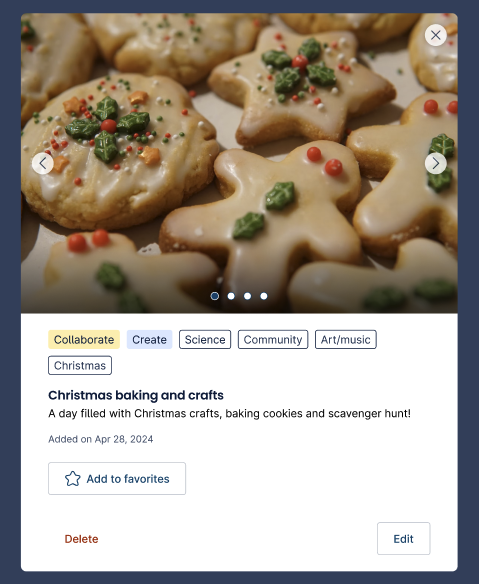 Collaborate Create Science Community Art/music
Christmas
Christmas baking and crafts
A day filled with Christmas crafts, baking cookies and scavenger hunt!
Added on Apr 28, 2024
Add to favorites
Delete Edit